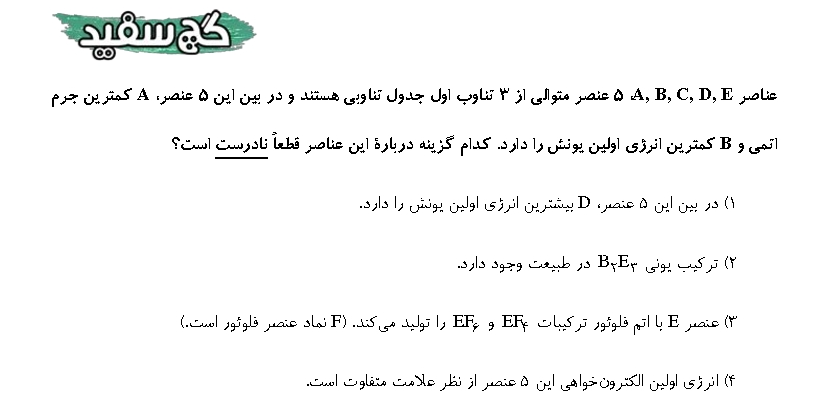 گچ سفید
عناصر A, B, C, D, E، ۵ عنصر متوالی از ۳ تناوب اول جدول تناوبی هستند و در بین این ۵ عنصر، A کمترین جرم
اتمی و B کمترین انرژی اولین یونش را دارد. کدام گزینه دربارهٔ این عناصر قطعاً نادرست است؟
۱) در بین این ۵ عنصر، D بیشترین انرژی اولین یونش را دارد.
۲) ترکیب یونی B₂E₃ در طبیعت وجود دارد.
۳) عنصر E با اتم فلوئور ترکیبات EF₄ و EF₆ را تولید می‌کند. (F نماد عنصر فلوئور است.)
۴) انرژی اولین الکترون‌خواهی این ۵ عنصر از نظر علامت متفاوت است.